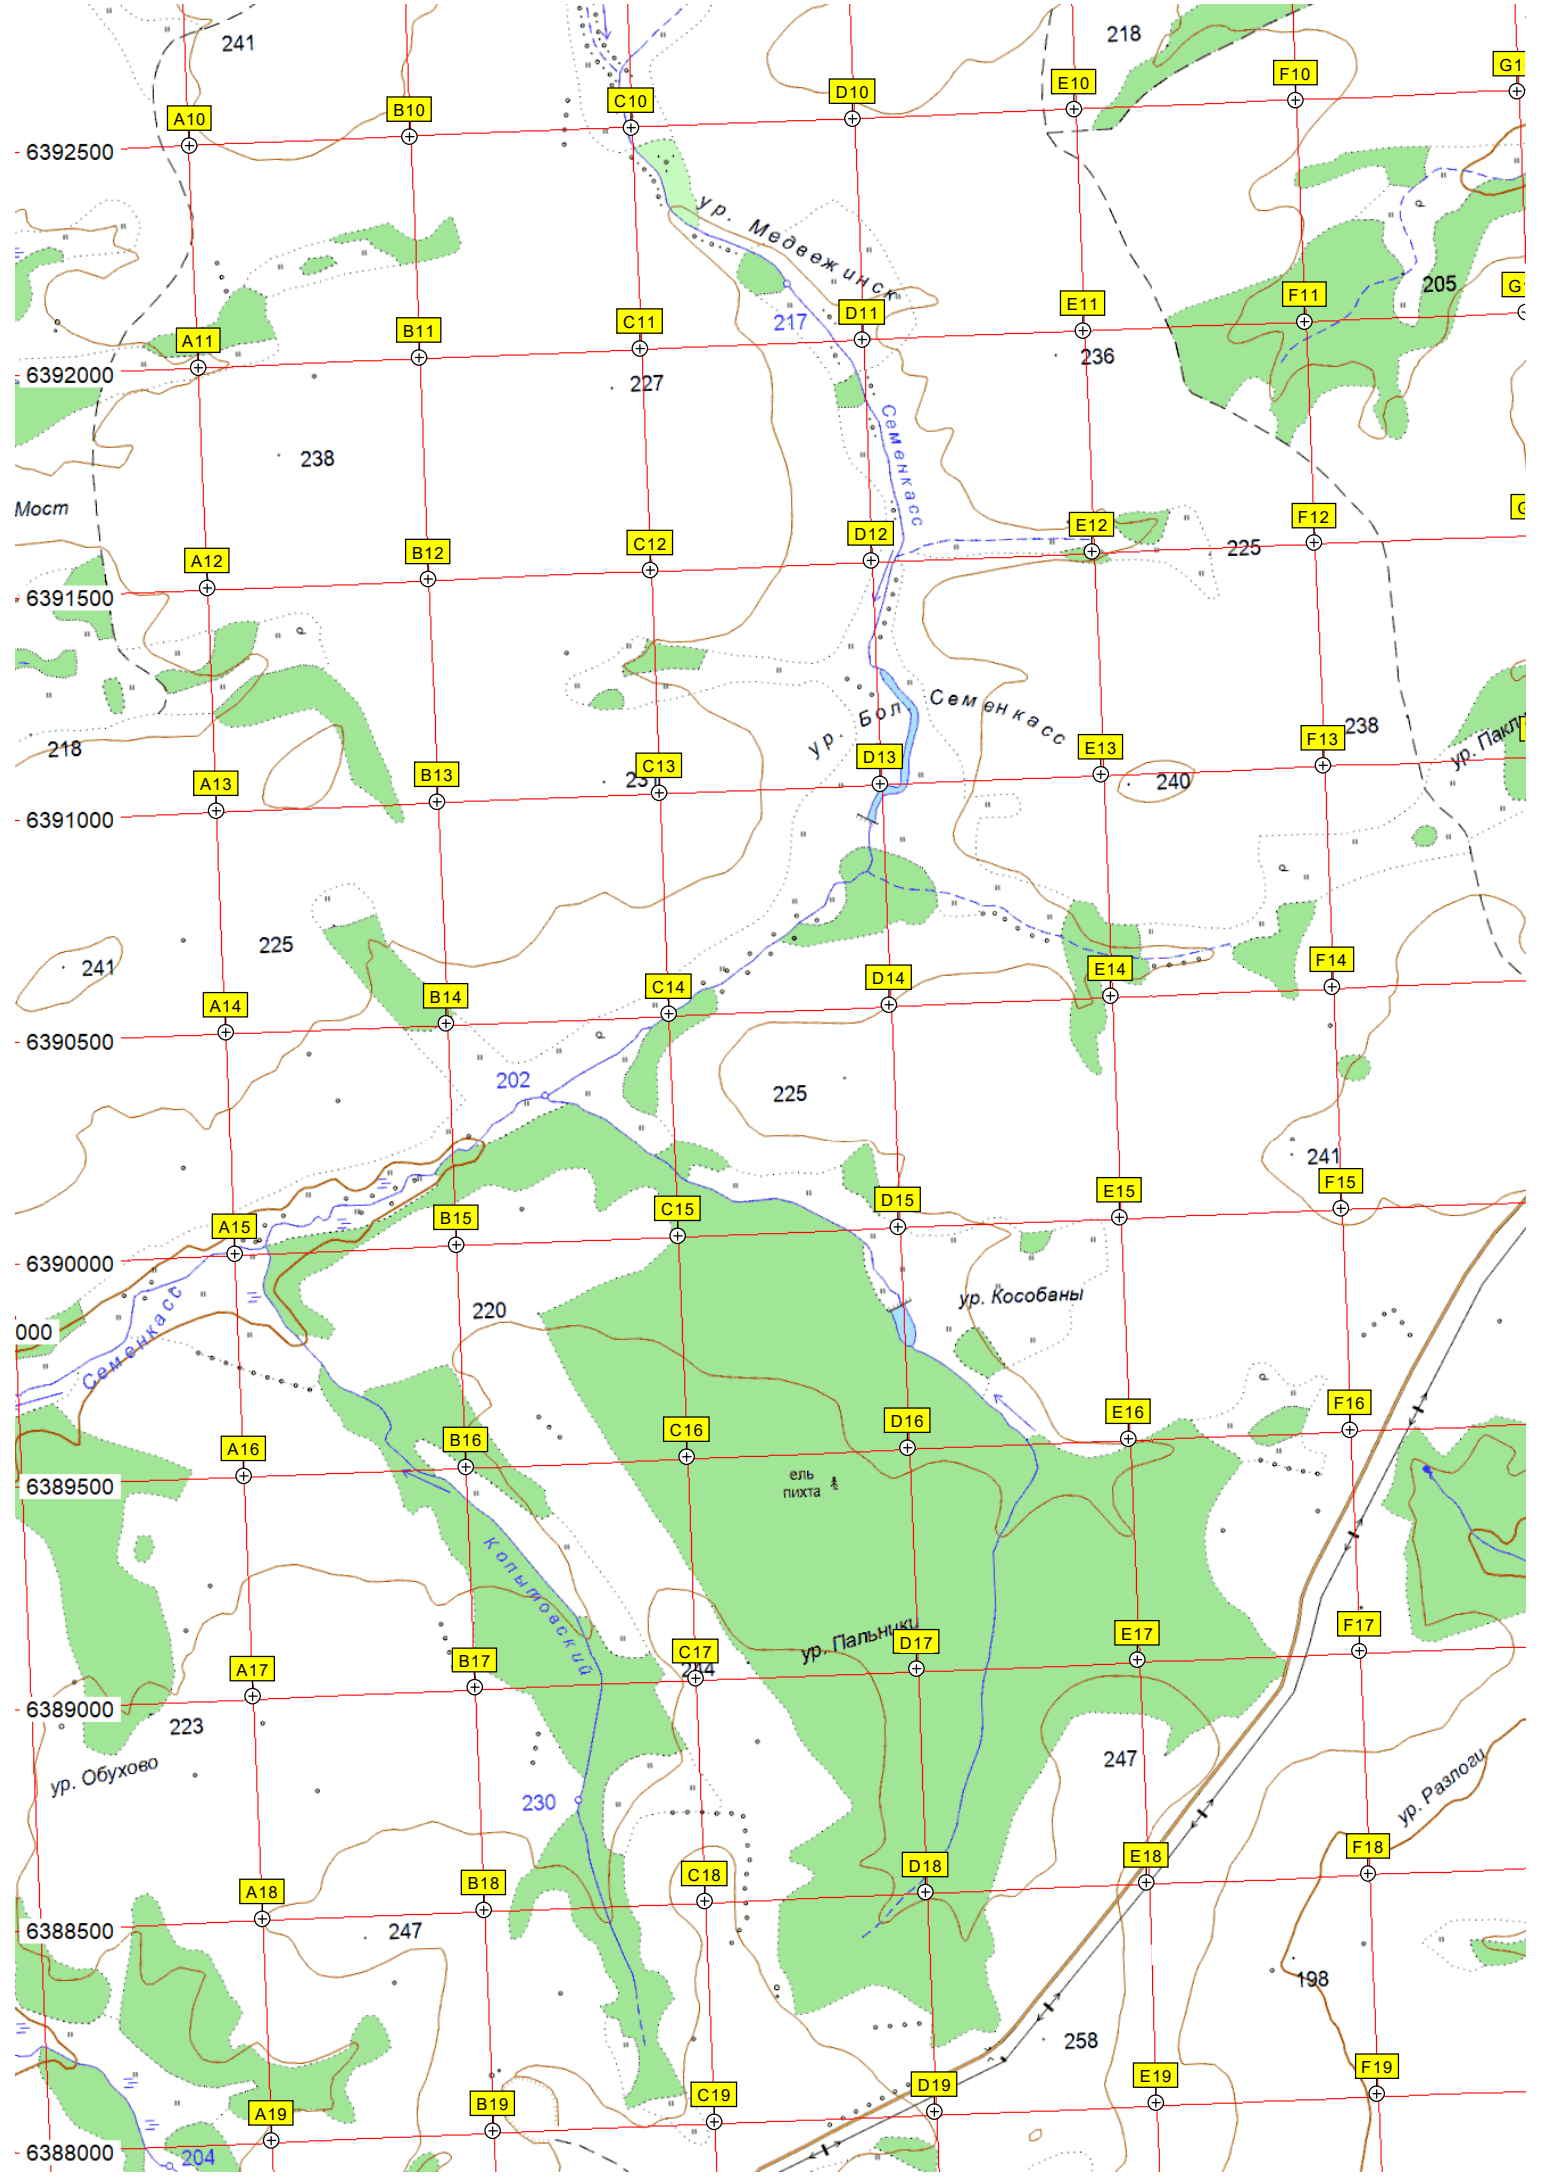 241
218
A10
B10
C10
D10
E10
F10
G1
6392500
ур. Медвежинск
217
205
A11
B11
C11
D11
E11
F11
6392000
227
236
238
Семенкасс
Мост
A12
B12
C12
D12
E12
F12
225
6391500
ур. Бол. Семенкасс
218
238
A13
B13
C13
D13
E13
F13
240
6391000
225
241
A14
B14
C14
D14
E14
F14
6390500
202
225
241
A15
B15
C15
D15
E15
F15
6390000
220
ур. Кособаны
000
Семенкасс
A16
B16
C16
D16
E16
F16
6389500
ель
пихта
Копытовский
ур. Пальники
A17
B17
C17
D17
E17
F17
6389000
223
ур. Обухово
247
230
ур. Разлоги
A18
B18
C18
D18
E18
F18
6388500
247
198
258
A19
B19
C19
D19
E19
F19
6388000
204